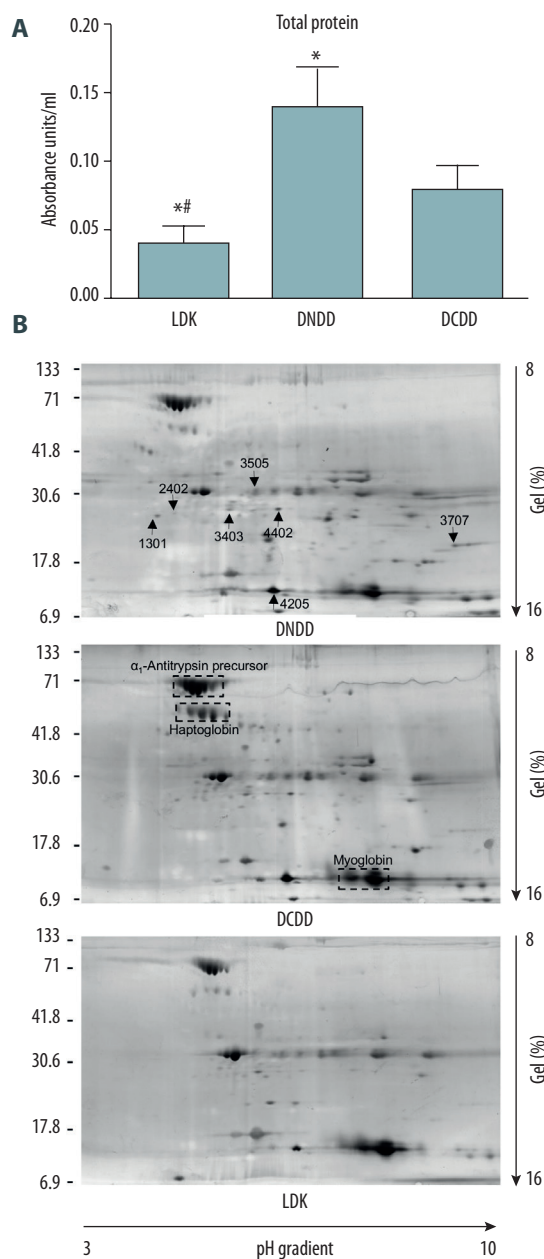 A
Total protein
Absorbance units/ml
0.20
0.15
0.10
0.05
0.00
*#
*
LDK DNDD DCDD
B
133
71
41.8
30.6
17.8
6.9
3505
2402
1301
3403
4402
3707
4205
8
Gel (%)
16
DNDD
133
71
41.8
30.6
17.8
6.9
α₁-Antitrypsin precursor
Haptoglobin
Myoglobin
8
Gel (%)
16
DCDD
133
71
41.8
30.6
17.8
6.9
8
Gel (%)
16
LDK
3 pH gradient 10